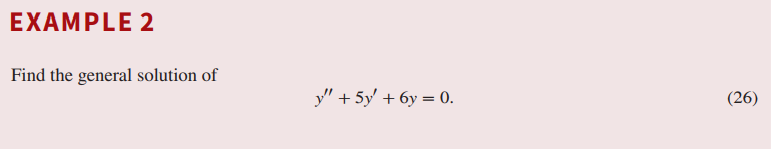 EXAMPLE 2
Find the general solution of
y″ + 5y′ + 6y = 0. (26)